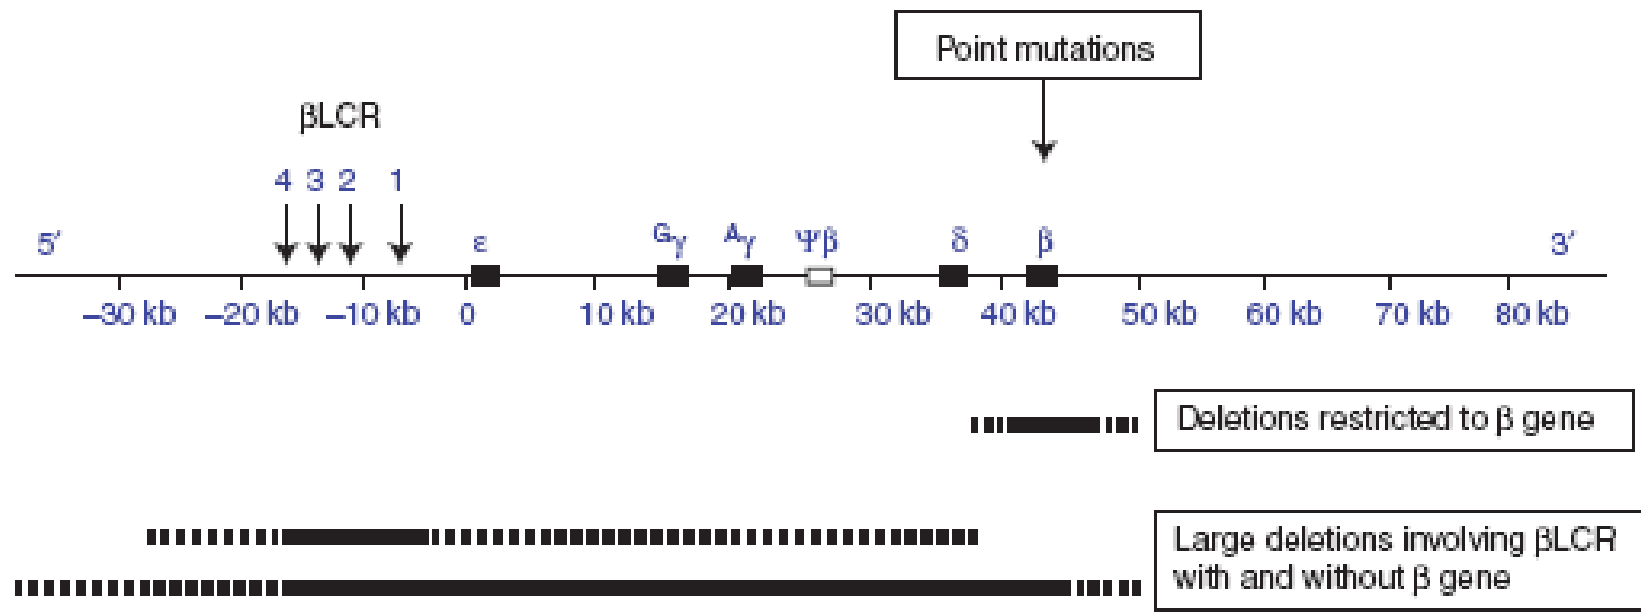 Point mutations
βLCR
4 3 2 1
5′ ε Gγ Aγ Ψβ δ β 3′
–30 kb –20 kb –10 kb 0 10 kb 20 kb 30 kb 40 kb 50 kb 60 kb 70 kb 80 kb
Deletions restricted to β gene
Large deletions involving βLCR
with and without β gene